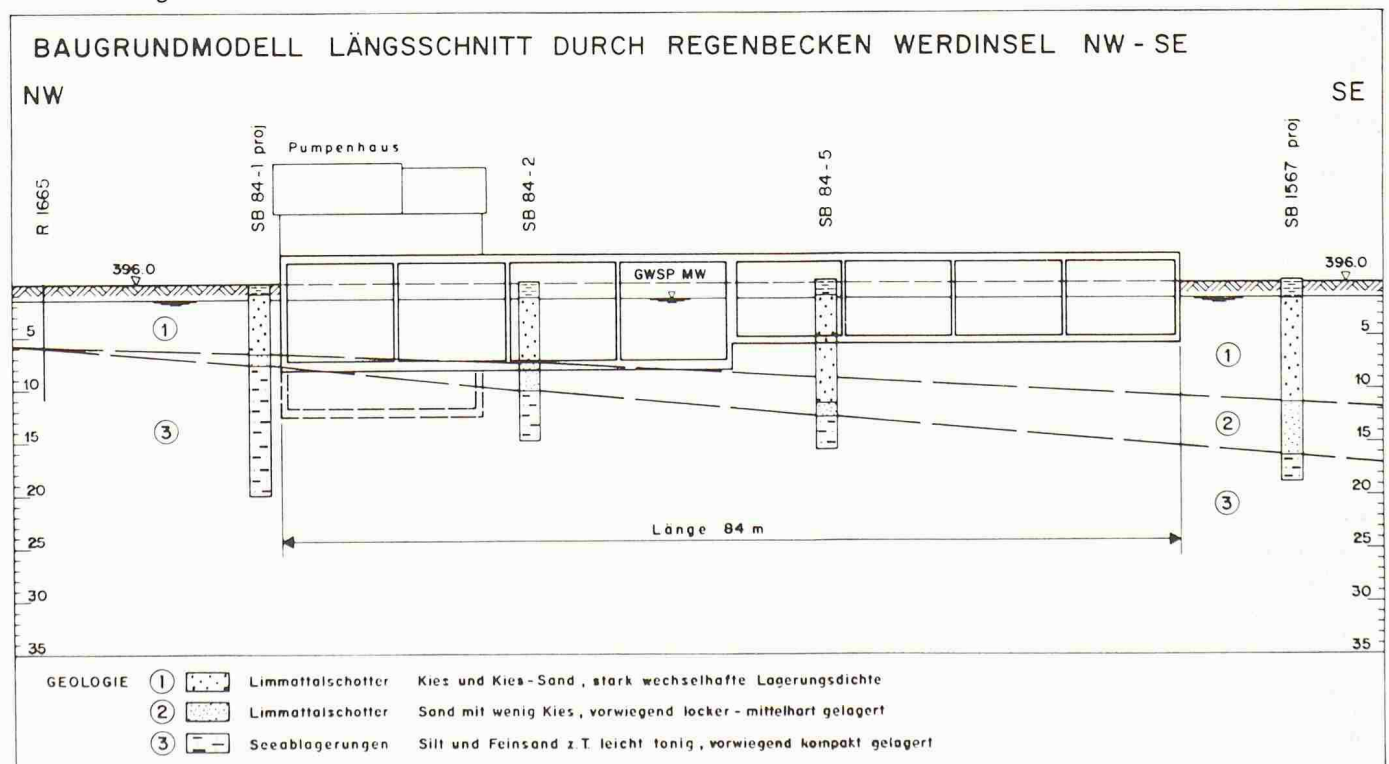 BAUGRUNDMODELL LÄNGSSCHNITT DURCH REGENBECKEN WERDINSEL NW - SE
NW
SE
R 1665
SB 84-1 proj
Pumpenhaus
SB 84-2
SB 84-5
SB 1567 proj
396.0
GWSP MW
396.0
1
5
10
3
15
20
25
30
35
1
2
3
5
10
15
20
25
30
35
Länge 84 m
GEOLOGIE 1 Limmattalschotter Kies und Kies-Sand, stark wechselhafte Lagerungsdichte
2 Limmattalschotter Sand mit wenig Kies, vorwiegend locker - mittelhart gelagert
3 Seeablagerungen Silt und Feinsand z.T. leicht tonig, vorwiegend kompakt gelagert